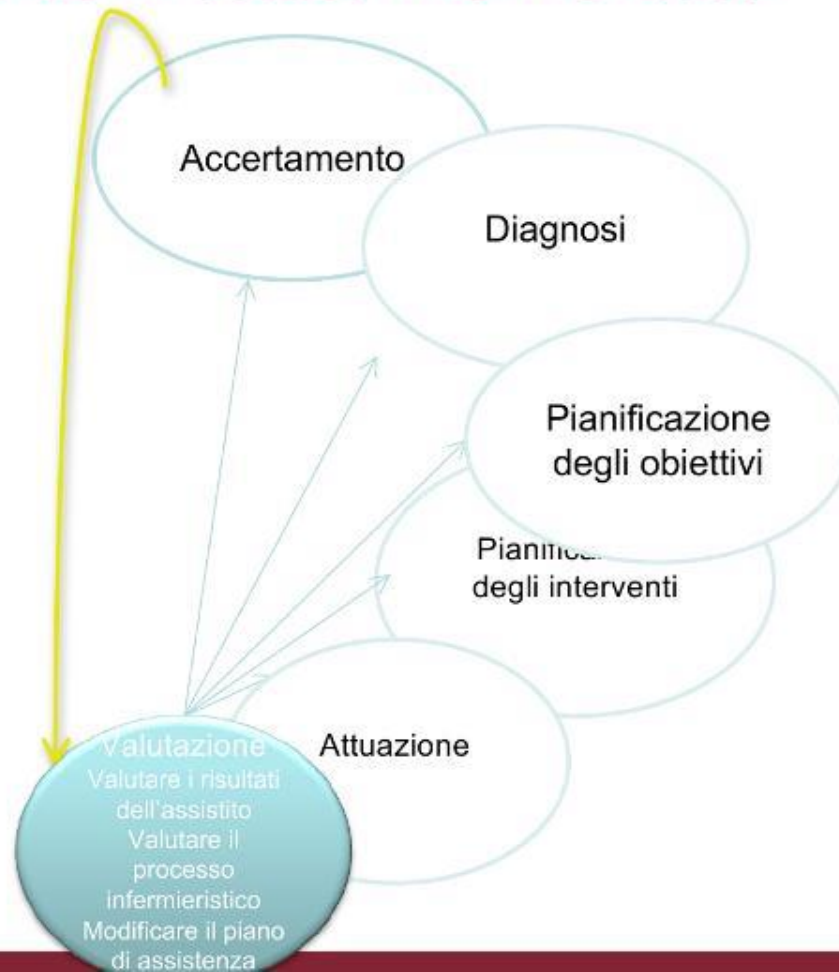 Accertamento
Diagnosi
Pianificazione
degli obiettivi
degli interventi
Attuazione
Valutazione
Valutare i risultati
dell'assistito
Valutare il
processo
infermieristico
Modificare il piano
di assistenza